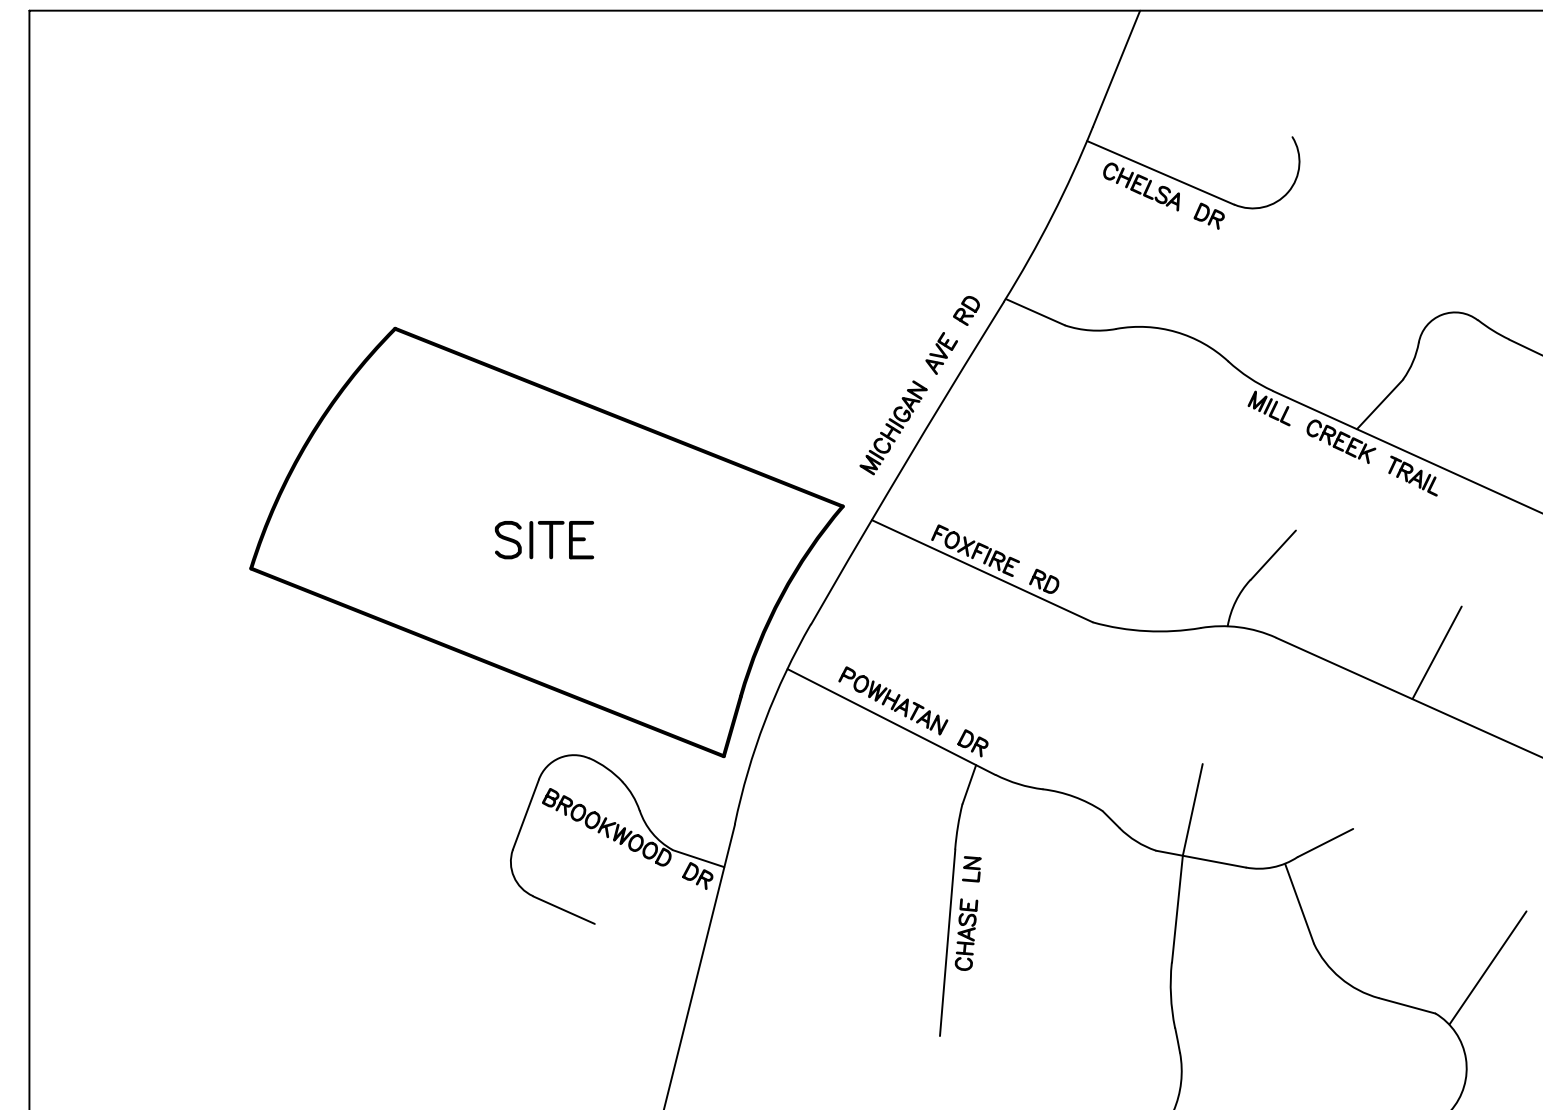 CHELSA DR
MICHIGAN AVE RD
MILL CREEK TRAIL
SITE
FOXFIRE RD
POWHATAN DR
BROOKWOOD DR
CHASE LN